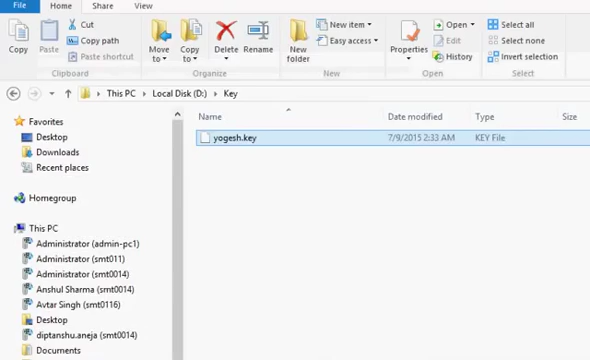 File Home Share View
Copy Paste Cut Copy path Paste shortcut Move to Copy to Delete Rename New folder New item Easy access Properties Open Edit History Select all Select none Invert selection
Clipboard Organize New Open Select
This PC Local Disk (D:) Key
Name Date modified Type Size
yogesh.key 7/9/2015 2:33 AM KEY File
Favorites
Desktop
Downloads
Recent places
Homegroup
This PC
Administrator (admin-pc1)
Administrator (smt011)
Administrator (smt0014)
Anshul Sharma (smt0014)
Avtar Singh (smt0116)
Desktop
diptanshu.aneja (smt0014)
Documents